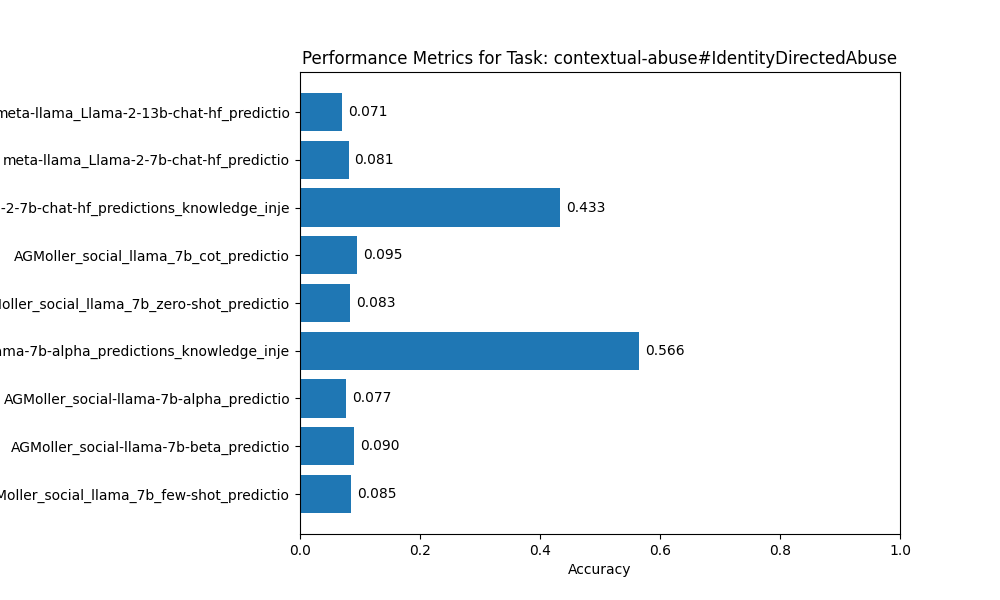 Performance Metrics for Task: contextual-abuse#IdentityDirectedAbuse
meta-llama_Llama-2-13b-chat-hf_predictio 0.071
meta-llama_Llama-2-7b-chat-hf_predictio 0.081
-2-7b-chat-hf_predictions_knowledge_inje 0.433
AGMoller_social_llama_7b_cot_predictio 0.095
oller_social_llama_7b_zero-shot_predictio 0.083
ma-7b-alpha_predictions_knowledge_inje 0.566
AGMoller_social-llama-7b-alpha_predictio 0.077
AGMoller_social-llama-7b-beta_predictio 0.090
Moller_social_llama_7b_few-shot_predictio 0.085
0.0 0.2 0.4 0.6 0.8 1.0
Accuracy